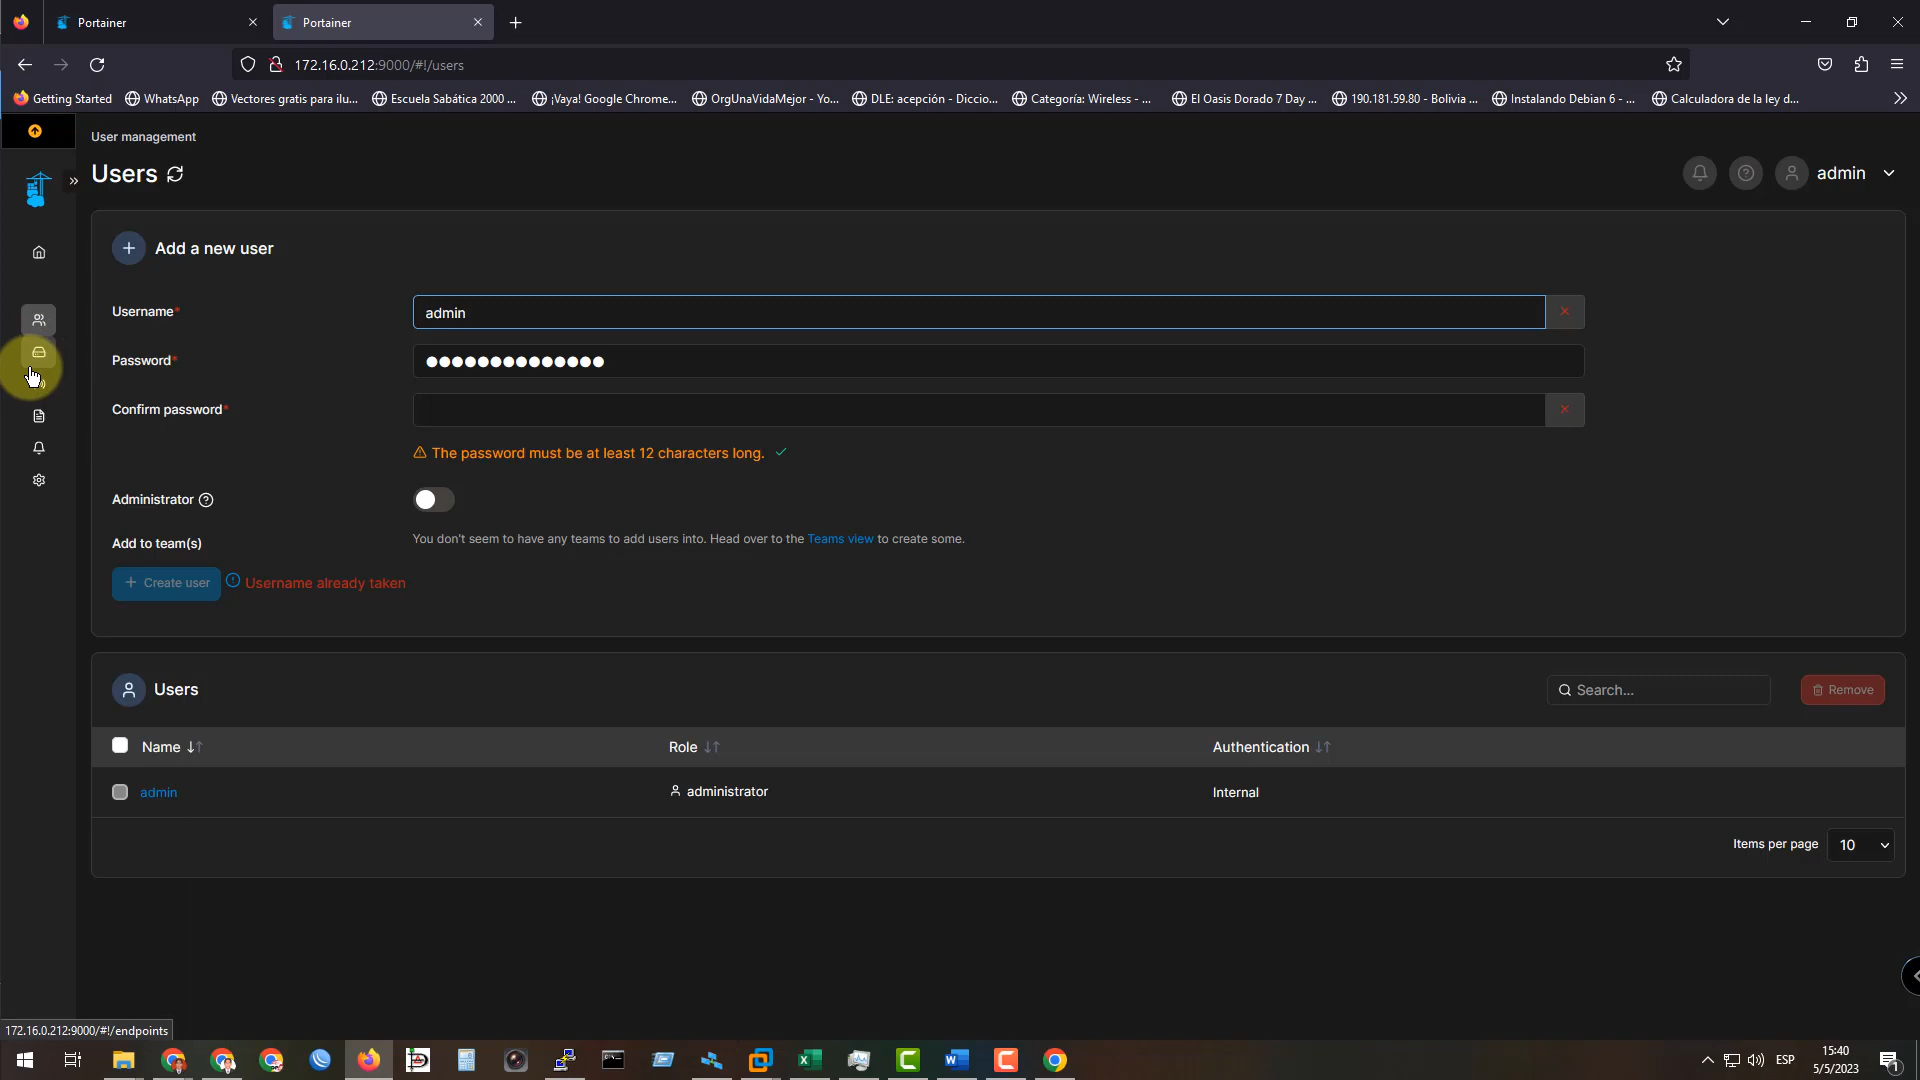 Portainer
Portainer
172.16.0.212:9000/#!/users
Getting Started
WhatsApp
Vectores gratis para ilu...
Escuela Sabática 2000 ...
¡Vaya! Google Chrome...
OrgUnaVidaMejor - Yo...
DLE: acepción - Diccio...
Categoría: Wireless - ...
El Oasis Dorado 7 Day ...
190.181.59.80 - Bolivia ...
Instalando Debian 6 - ...
Calculadora de la ley d...
User management
Users
admin
Add a new user
Username*
admin
Password*
Confirm password*
The password must be at least 12 characters long.
Administrator
Add to team(s)
You don't seem to have any teams to add users into. Head over to the Teams view to create some.
Create user
Username already taken
Users
Search...
Remove
Name
Role
Authentication
admin
administrator
Internal
Items per page
10
172.16.0.212:9000/#!/endpoints
ESP
15:40
5/5/2023
1